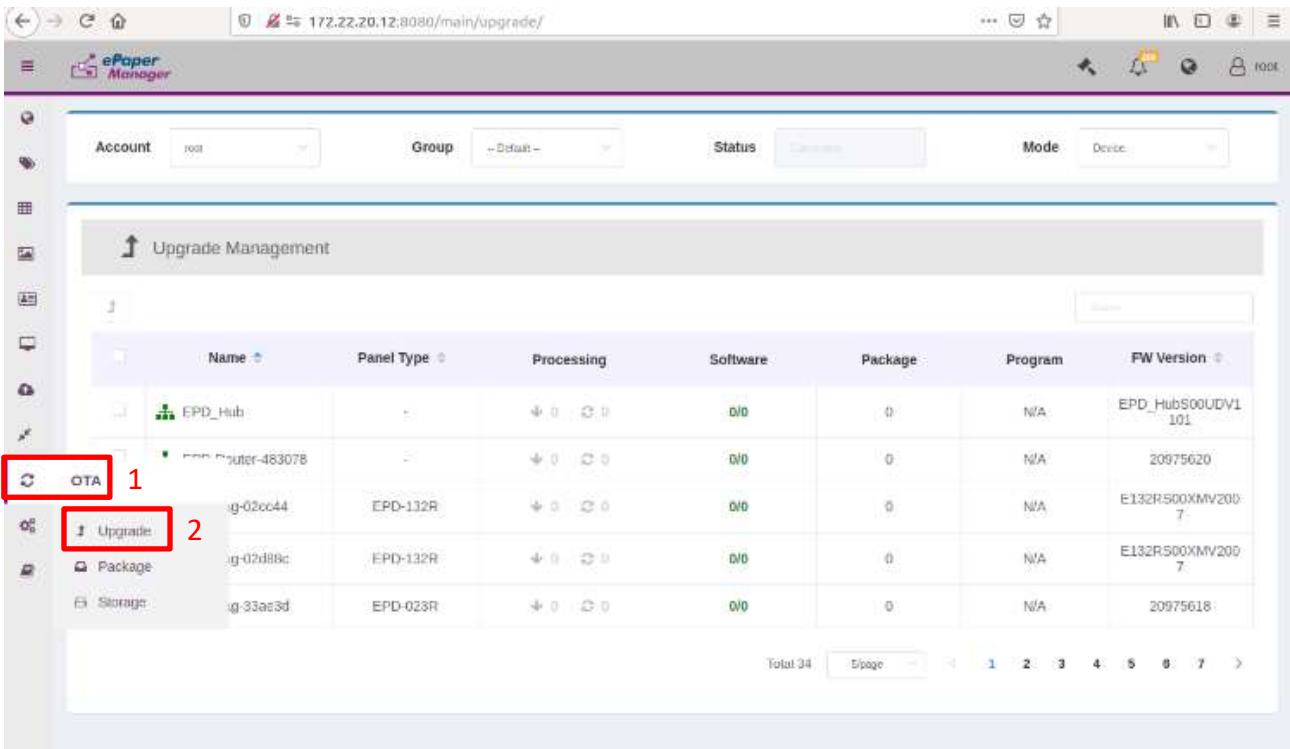 172.22.20.12:8080/main/upgrade/
ePaper
Manager
root
Account root Group -- Default -- Status Mode Device
Upgrade Management
Name Panel Type Processing Software Package Program FW Version
EPD_Hub - 0 0 0/0 0 N/A EPD_HubS00UDV1
101
uter-483078 - 0 0 0/0 0 N/A 20975620
OTA 1
g-02cc44 EPD-132R 0 0 0/0 0 N/A E132RS00XMV200
7
Upgrade 2
g-02d88c EPD-132R 0 0 0/0 0 N/A E132RS00XMV200
7
Package
Storage g-33ae3d EPD-023R 0 0 0/0 0 N/A 20975618
Total 34 5/page 1 2 3 4 5 6 7